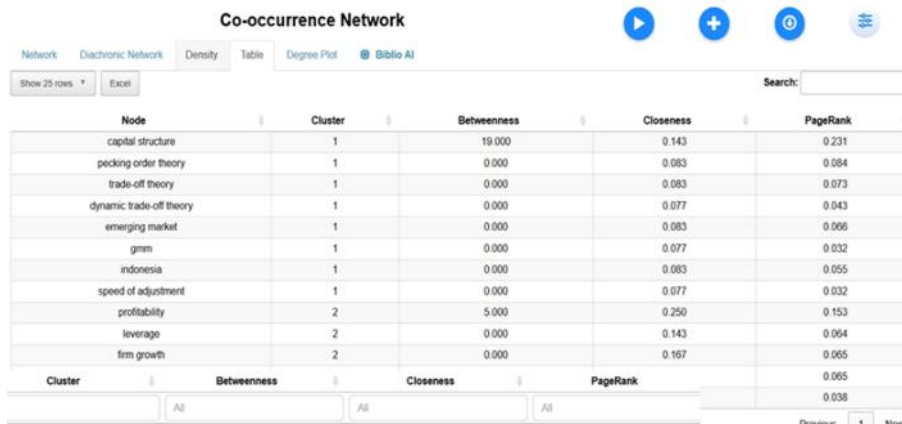 Co-occurrence Network
Network Diachronic Network Density Table Degree Plot Biblio AI
Show 25 rows Excel Search:
Node Cluster Betweenness Closeness PageRank
capital structure 1 19.000 0.143 0.231
pecking order theory 1 0.000 0.083 0.084
trade-off theory 1 0.000 0.083 0.073
dynamic trade-off theory 1 0.000 0.077 0.043
emerging market 1 0.000 0.083 0.066
gmm 1 0.000 0.077 0.032
indonesia 1 0.000 0.083 0.055
speed of adjustment 1 0.000 0.077 0.032
profitability 2 5.000 0.250 0.153
leverage 2 0.000 0.143 0.064
firm growth 2 0.000 0.167 0.065
Cluster Betweenness Closeness PageRank 0.065
All All All 0.038
Previous 1